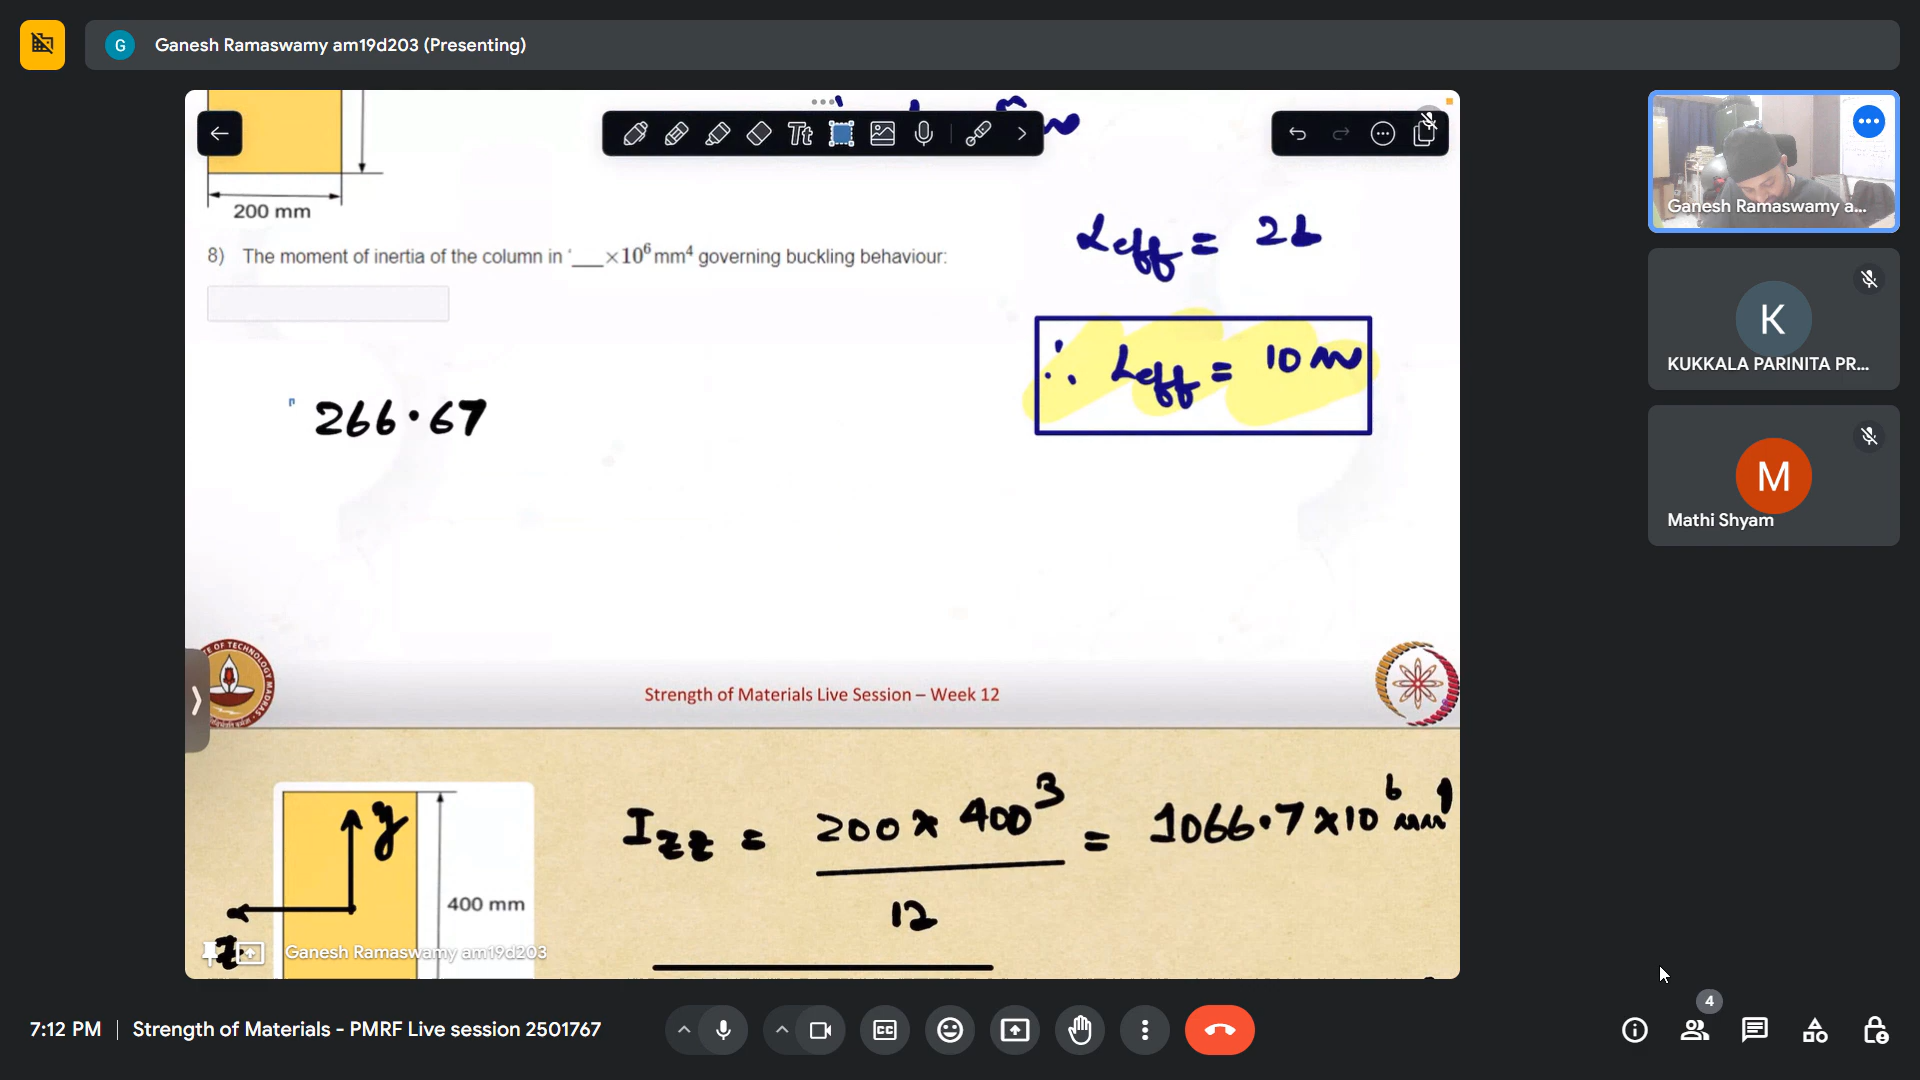 G Ganesh Ramaswamy am19d203 (Presenting)
Tt
200 mm
8) The moment of inertia of the column in '___×10⁶ mm⁴ governing buckling behaviour:
Leff = 2L
∴ Leff = 10 m
266.67
Strength of Materials Live Session – Week 12
y
400 mm
z
Izz = 200 × 400³ / 12 = 1066.7 × 10⁶ mm⁴
Ganesh Ramaswamy am19d203
Ganesh Ramaswamy a...
K
KUKKALA PARINITA PR...
M
Mathi Shyam
7:12 PM | Strength of Materials - PMRF Live session 2501767
CC
4